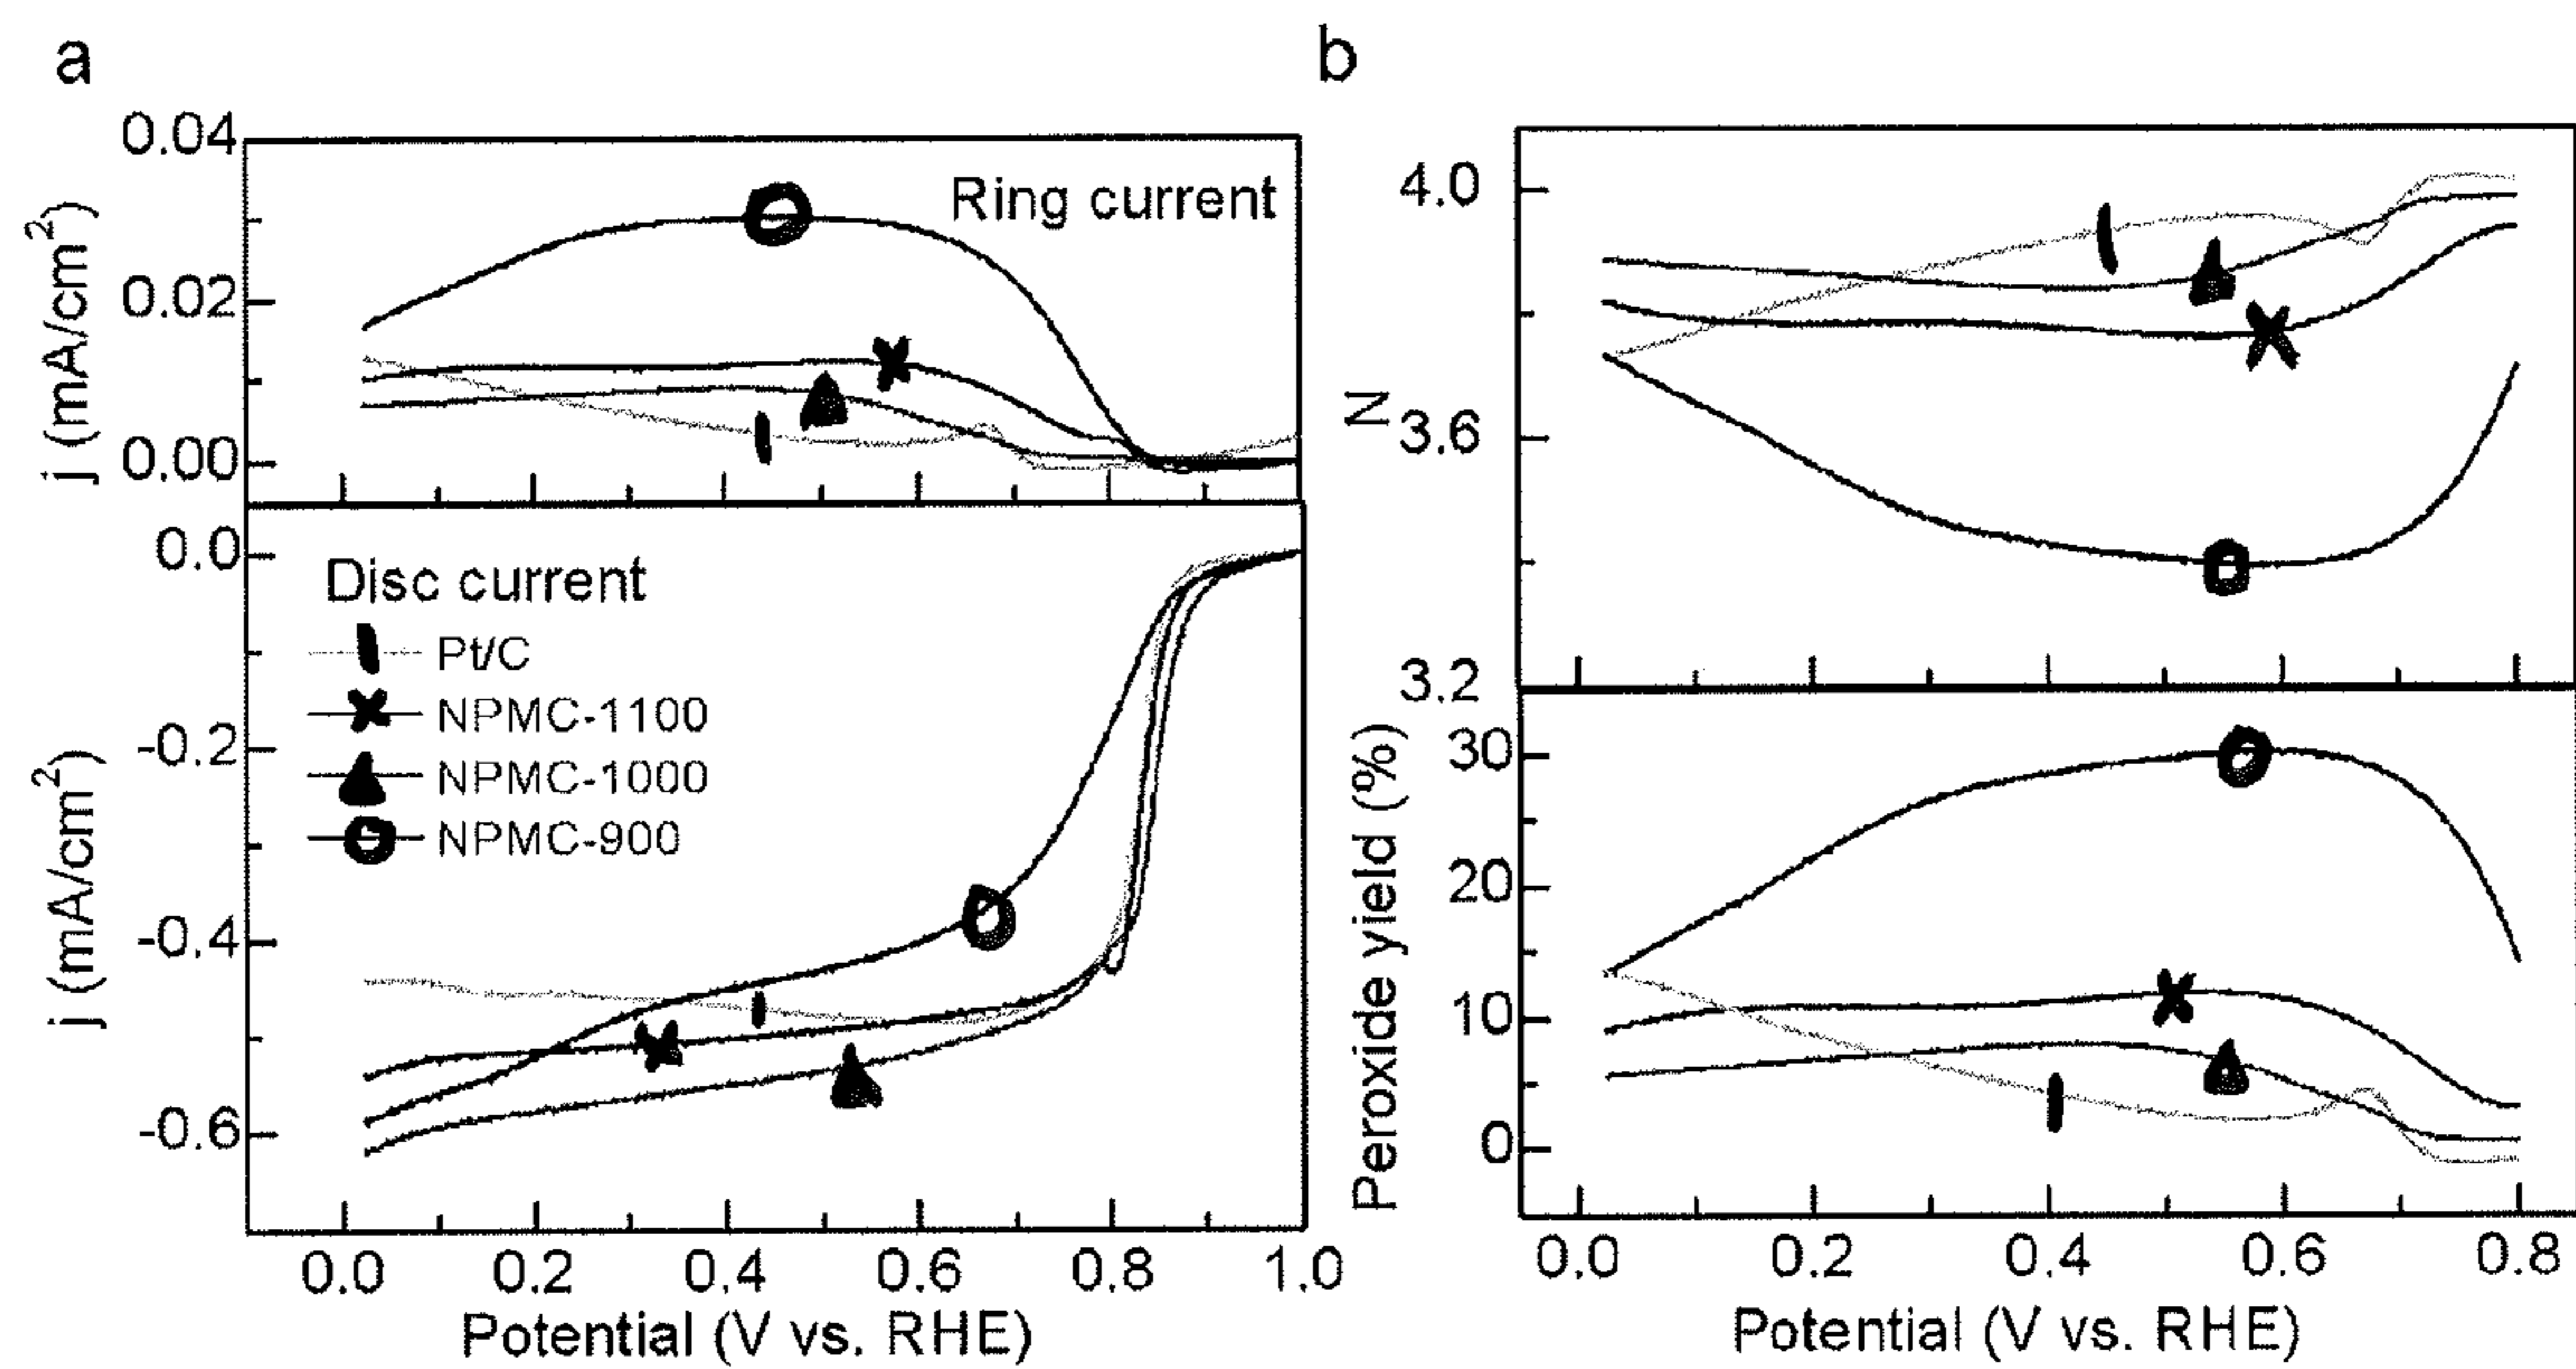 a
0.04
0.02
0.00
j (mA/cm²)
Ring current
0.0
-0.2
-0.4
-0.6
j (mA/cm²)
Disc current
Pt/C
NPMC-1100
NPMC-1000
NPMC-900
0.0 0.2 0.4 0.6 0.8 1.0
Potential (V vs. RHE)
b
4.0
3.6
3.2
N
30
20
10
0
Peroxide yield (%)
0.0 0.2 0.4 0.6 0.8
Potential (V vs. RHE)